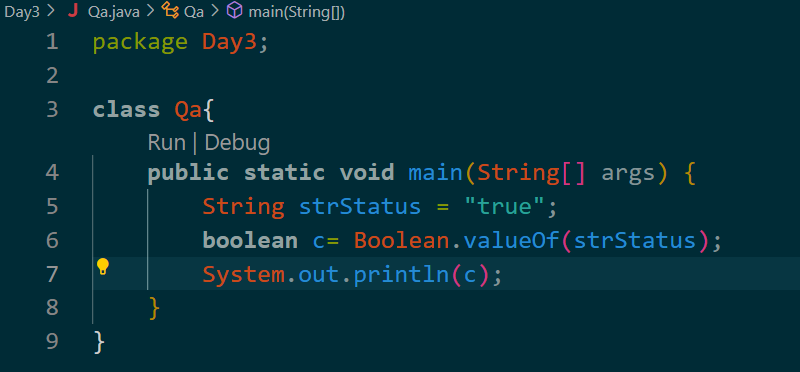 Day3 > J Qa.java > Qa > main(String[])
1 package Day3;
2
3 class Qa{
Run | Debug
4 public static void main(String[] args) {
5 String strStatus = "true";
6 boolean c= Boolean.valueOf(strStatus);
7 System.out.println(c);
8 }
9 }